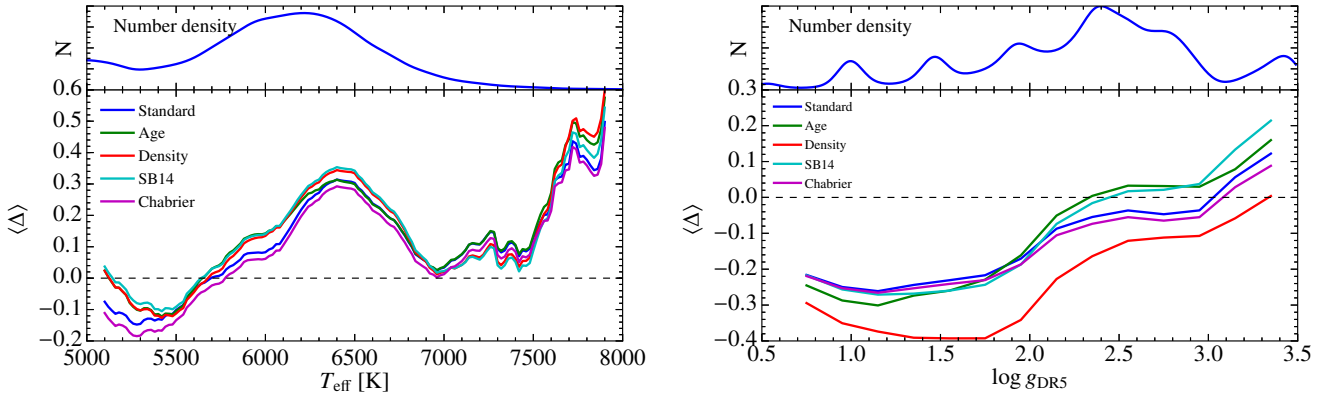 Number density
N
0.6
0.5
0.4
0.3
0.2
0.1
0.0
−0.1
−0.2
⟨Δ⟩
Standard
Age
Density
SB14
Chabrier
5000 5500 6000 6500 7000 7500 8000
T_eff [K]
Number density
N
0.3
0.2
0.1
0.0
−0.1
−0.2
−0.3
−0.4
⟨Δ⟩
Standard
Age
Density
SB14
Chabrier
0.5 1.0 1.5 2.0 2.5 3.0 3.5
log g_DR5